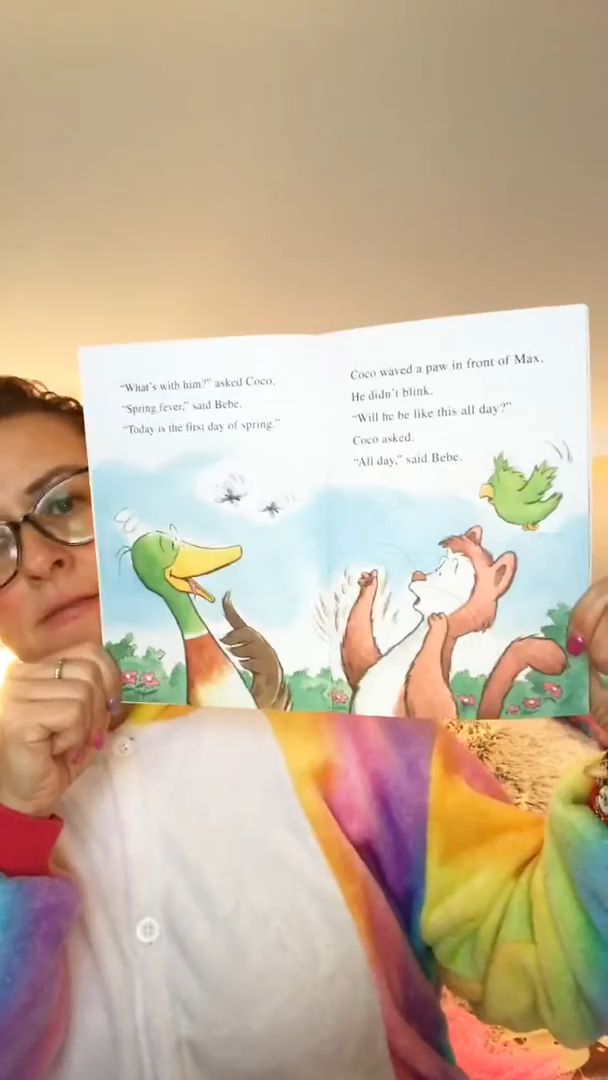 “What’s with him?” asked Coco.
“Spring fever,” said Bebe.
“Today is the first day of spring.”
Coco waved a paw in front of Max.
He didn’t blink.
“Will he be like this all day?”
Coco asked.
“All day,” said Bebe.